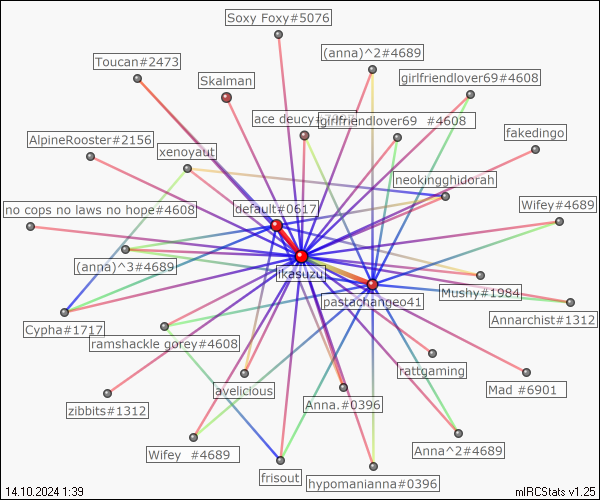 Soxy Foxy#5076
(anna)^2#4689
Toucan#2473
girlfriendlover69#4608
Skalman
ace deucy
girlfriendlover69  #4608
fakedingo
AlpineRooster#2156
xenoyaut
neokingghidorah
Wifey#4689
no cops no laws no hope#4608
default#0617
(anna)^3#4689
ikasuzu
Mushy#1984
pastachangeo41
Annarchist#1312
Cypha#1717
ramshackle gorey#4608
rattgaming
avelicious
Mad #6901
zibbits#1312
Anna.#0396
Wifey  #4689
Anna^2#4689
frisout
hypomanianna#0396
14.10.2024 1:39
mIRCStats v1.25